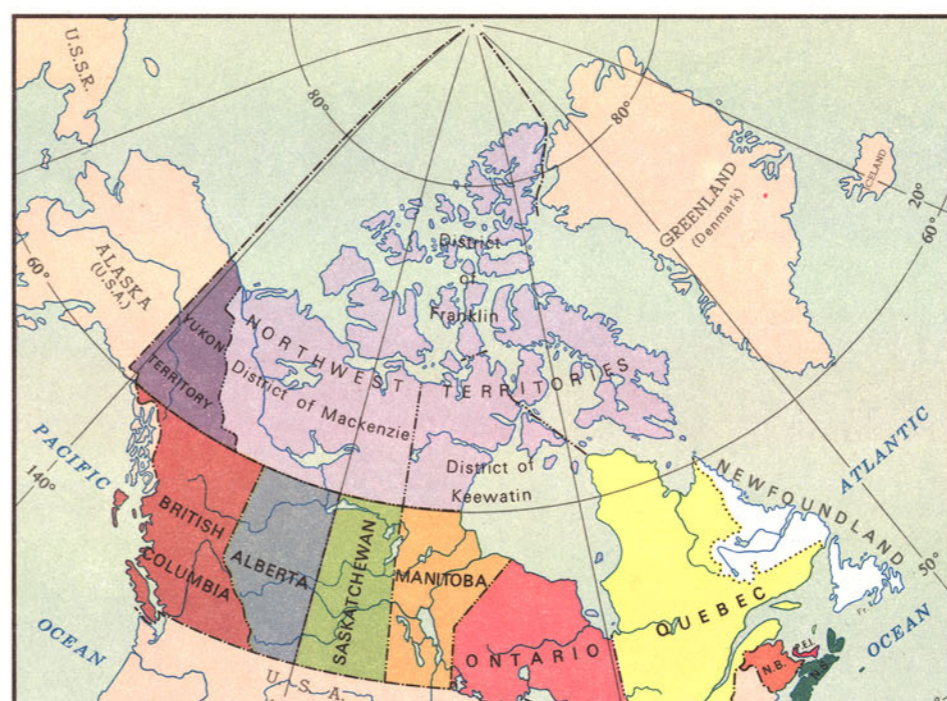 U.S.S.R.
80°
80°
ICELAND
20°
60°
GREENLAND
(Denmark)
ALASKA
(U.S.A.)
60°
District
of
Franklin
YUKON
TERRITORY
NORTHWEST TERRITORIES
District of Mackenzie
District of
Keewatin
PACIFIC
OCEAN
140°
ATLANTIC
OCEAN
NEWFOUNDLAND
50°
BRITISH
COLUMBIA
ALBERTA
SASKATCHEWAN
MANITOBA
ONTARIO
QUEBEC
Fr.
P.E.I.
N.B.
N.S.
U.S.A.